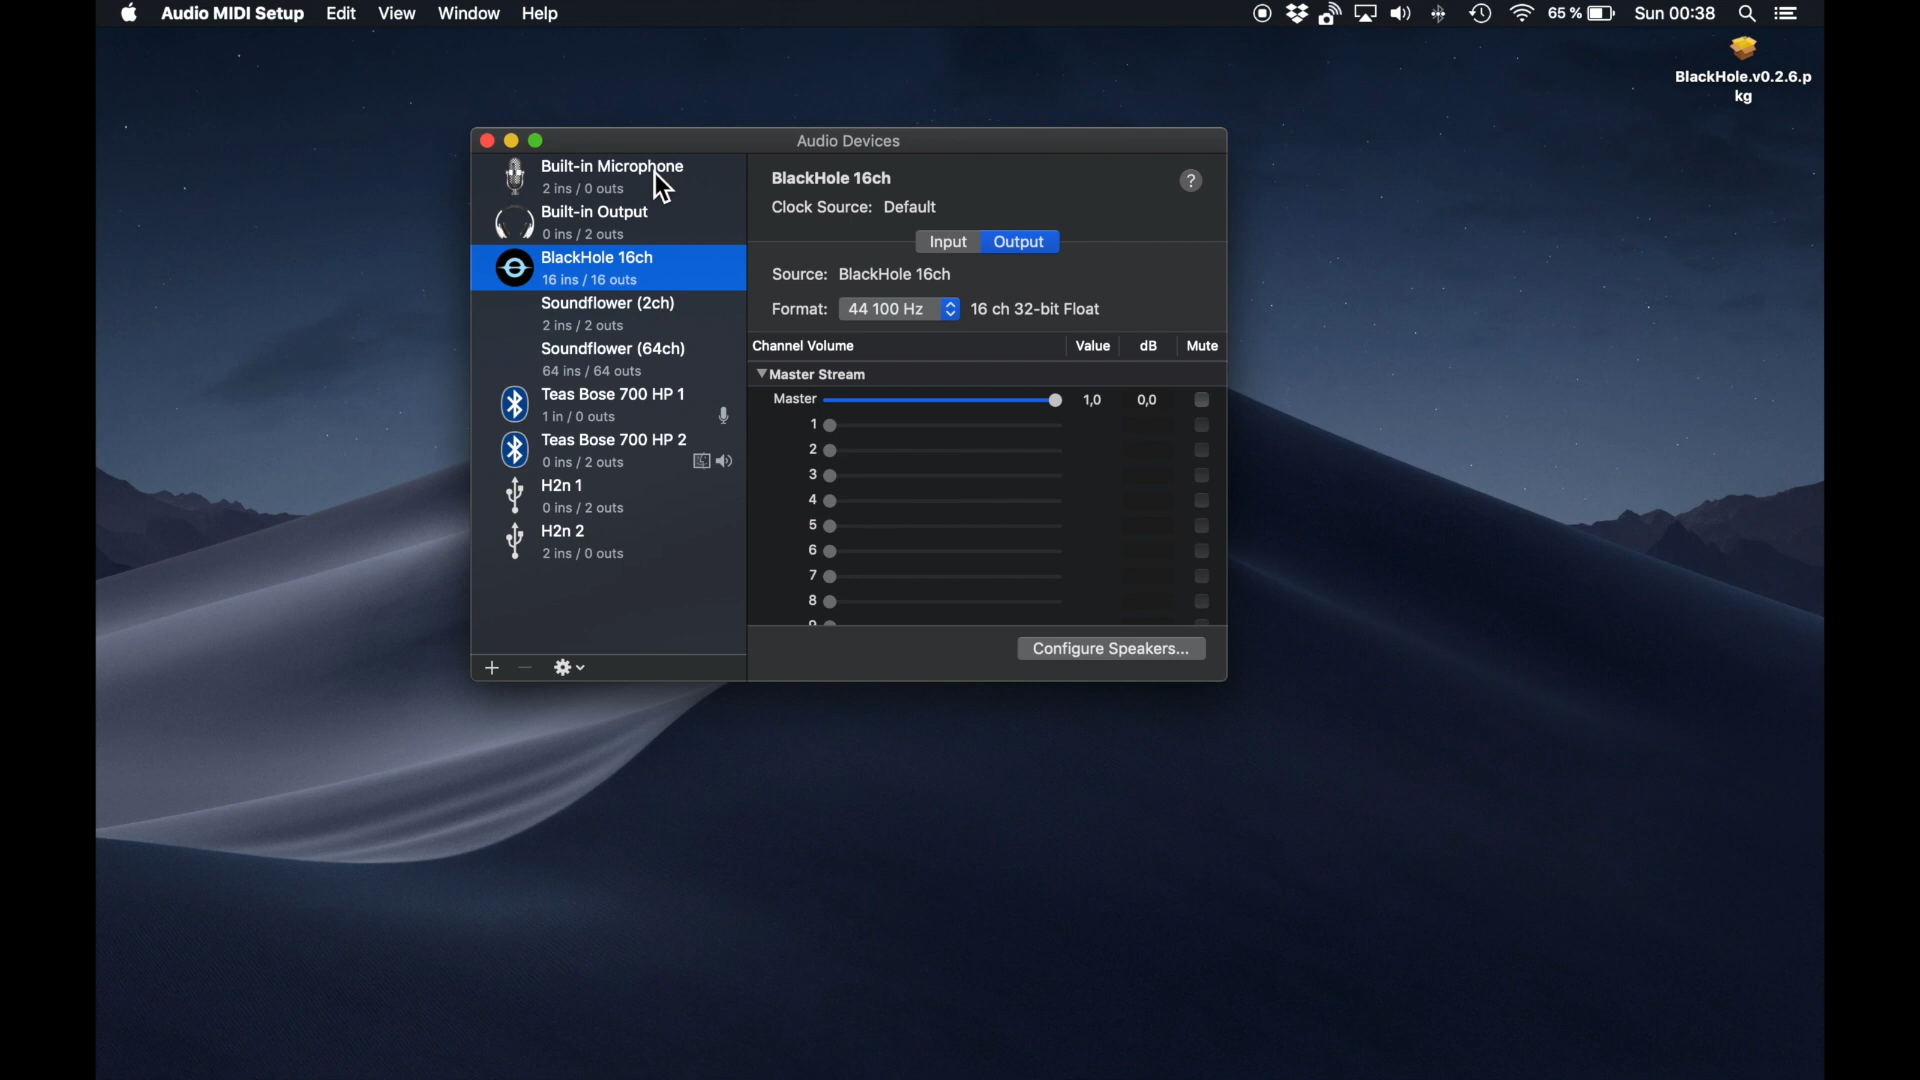 Audio MIDI Setup Edit View Window Help 65 % Sun 00:38
BlackHole.v0.2.6.p
kg
Audio Devices
Built-in Microphone
2 ins / 0 outs
Built-in Output
0 ins / 2 outs
BlackHole 16ch
16 ins / 16 outs
Soundflower (2ch)
2 ins / 2 outs
Soundflower (64ch)
64 ins / 64 outs
Teas Bose 700 HP 1
1 in / 0 outs
Teas Bose 700 HP 2
0 ins / 2 outs
H2n 1
0 ins / 2 outs
H2n 2
2 ins / 0 outs
BlackHole 16ch
?
Clock Source: Default
Input Output
Source: BlackHole 16ch
Format: 44 100 Hz 16 ch 32-bit Float
Channel Volume Value dB Mute
Master Stream
Master 1,0 0,0
1
2
3
4
5
6
7
8
9
Configure Speakers...